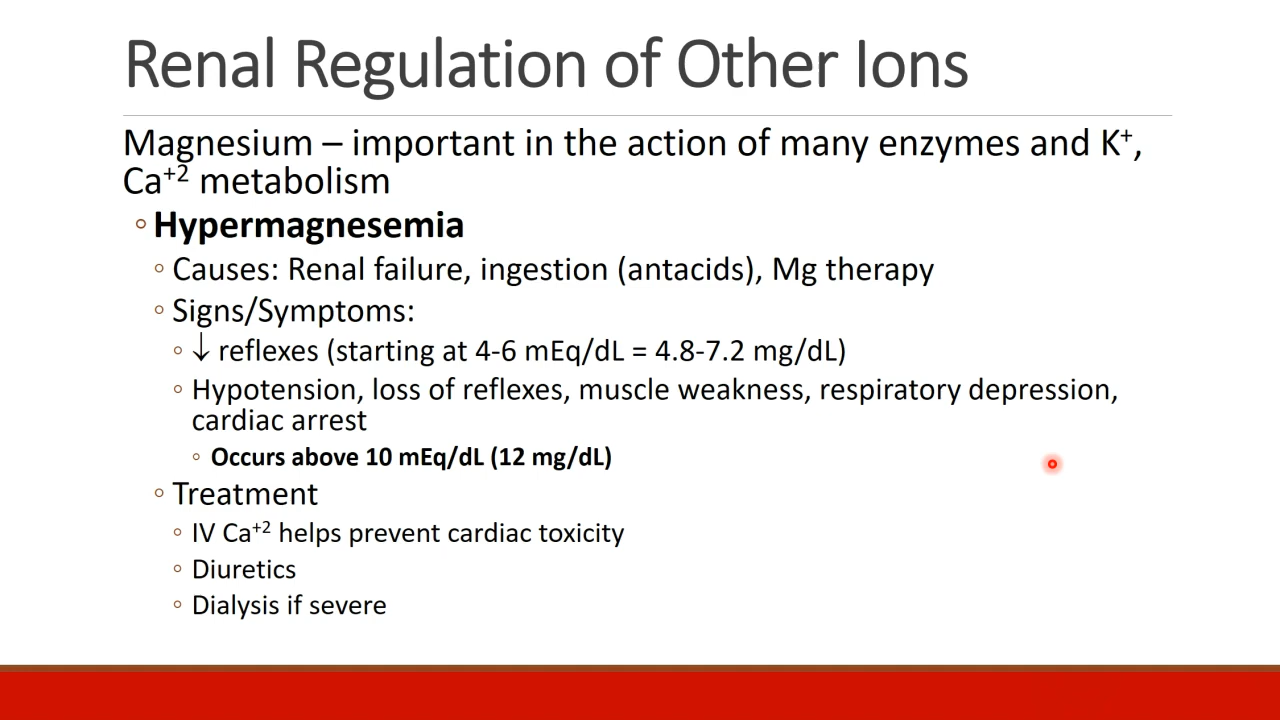 Renal Regulation of Other Ions
Magnesium – important in the action of many enzymes and K⁺,
Ca⁺² metabolism
◦ Hypermagnesemia
◦ Causes: Renal failure, ingestion (antacids), Mg therapy
◦ Signs/Symptoms:
◦ ↓ reflexes (starting at 4-6 mEq/dL = 4.8-7.2 mg/dL)
◦ Hypotension, loss of reflexes, muscle weakness, respiratory depression,
cardiac arrest
◦ Occurs above 10 mEq/dL (12 mg/dL)
◦ Treatment
◦ IV Ca⁺² helps prevent cardiac toxicity
◦ Diuretics
◦ Dialysis if severe